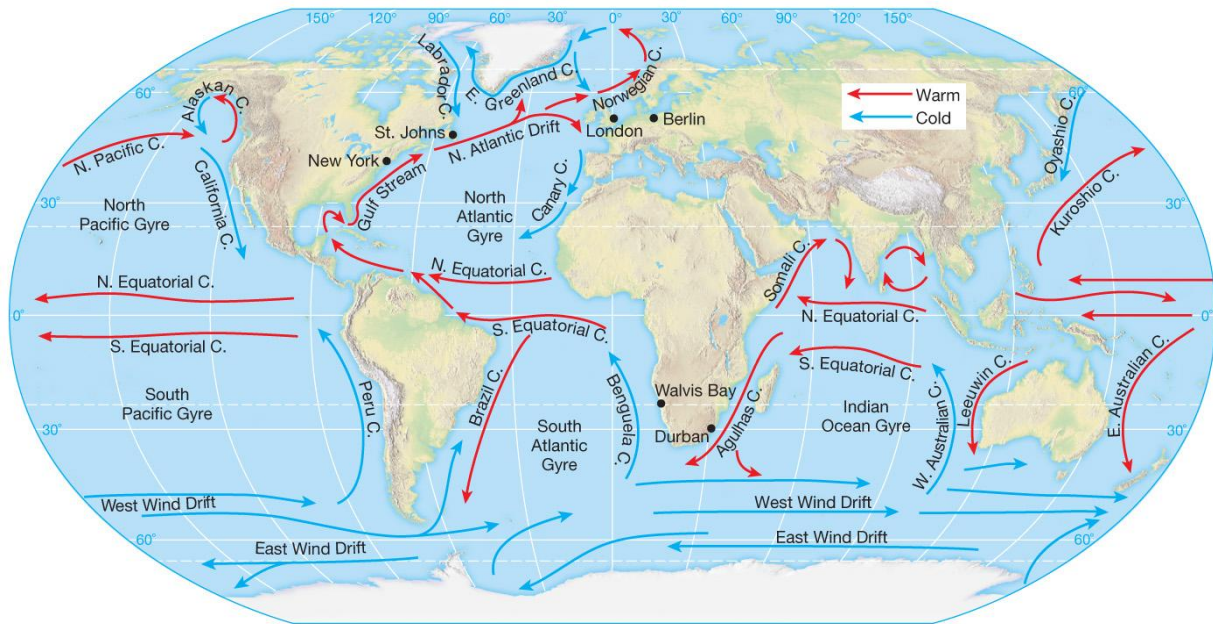 150° 120° 90° 60° 30° 0° 30° 60° 90° 120° 150°
60°
60°
Alaskan C.
Labrador C.
E. Greenland C.
Norwegian C.
Warm
Cold
Oyashio C.
St. Johns
London
Berlin
N. Pacific C.
New York
N. Atlantic Drift
Gulf Stream
California C.
Canary C.
Kuroshio C.
30°
30°
North
Pacific Gyre
North
Atlantic
Gyre
Somali C.
N. Equatorial C.
N. Equatorial C.
N. Equatorial C.
0°
0°
0°
S. Equatorial C.
S. Equatorial C.
S. Equatorial C.
South
Pacific Gyre
Peru C.
Brazil C.
Benguela C.
Walvis Bay
Durban
Agulhas C.
Indian
Ocean Gyre
W. Australian C.
Leeuwin C.
E. Australian C.
30°
30°
South
Atlantic
Gyre
West Wind Drift
West Wind Drift
East Wind Drift
East Wind Drift
60°
60°